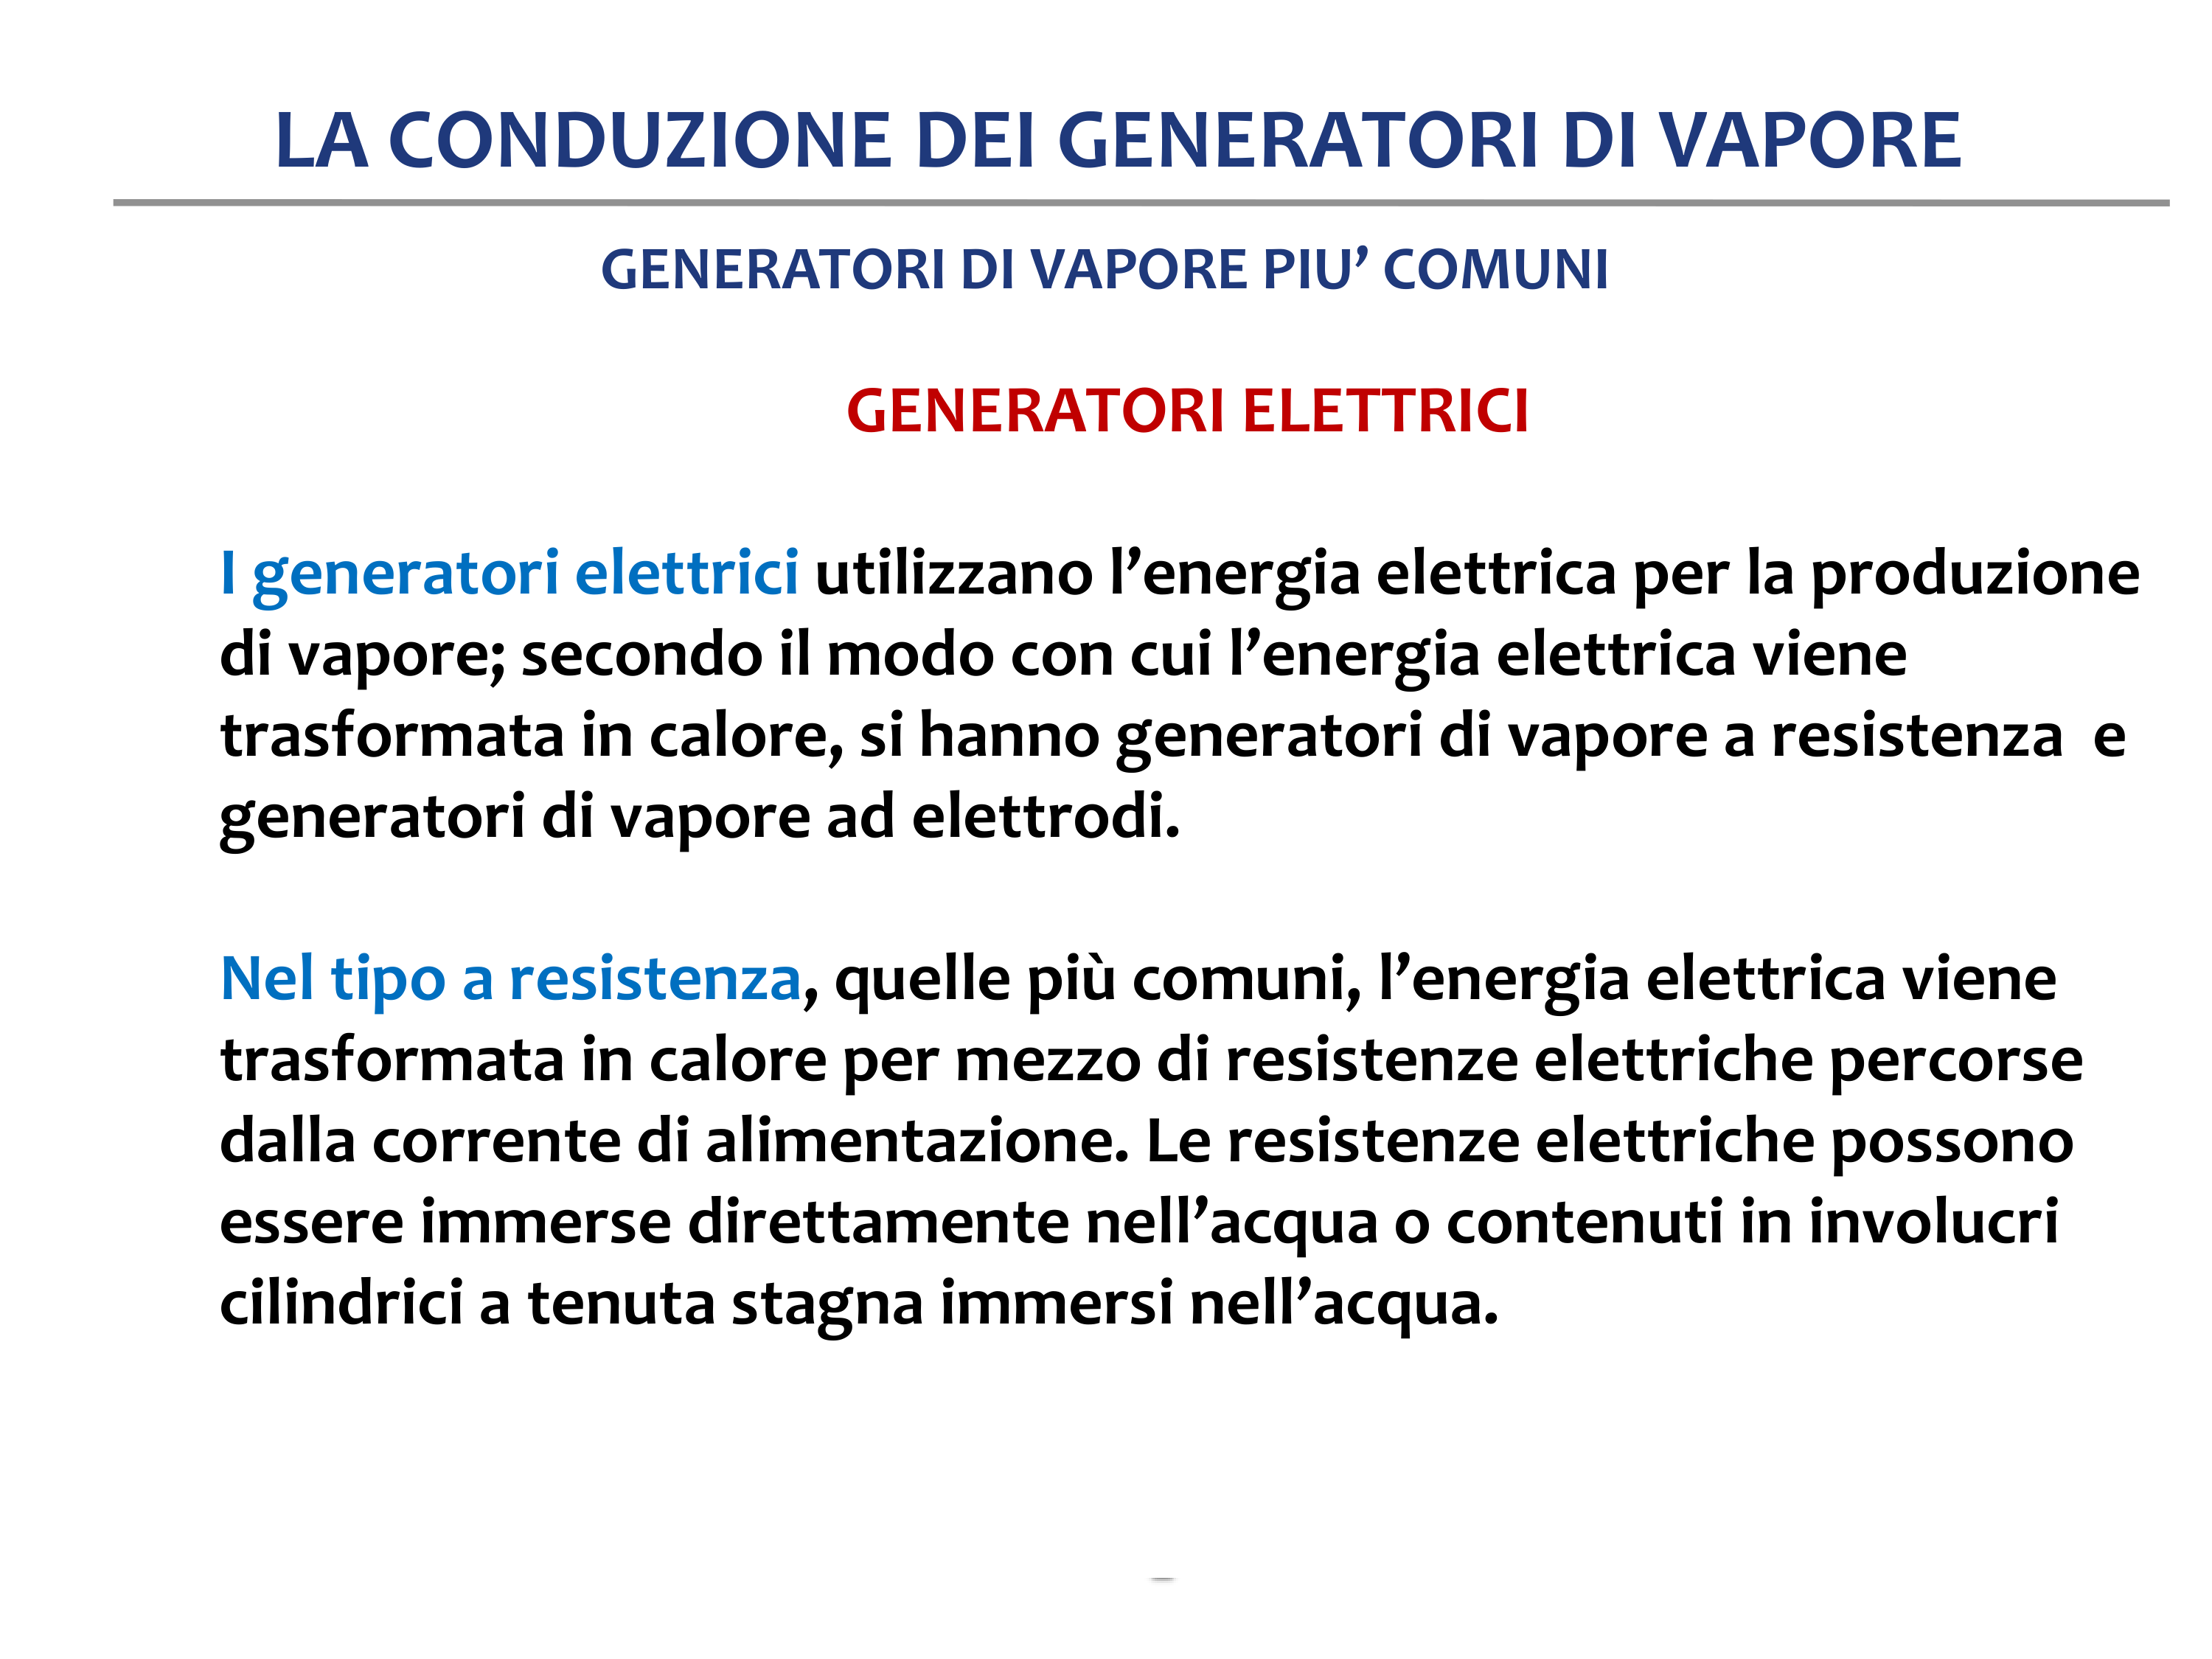 LA CONDUZIONE DEI GENERATORI DI VAPORE
GENERATORI DI VAPORE PIU’ COMUNI
GENERATORI ELETTRICI
I generatori elettrici utilizzano l’energia elettrica per la produzione
di vapore; secondo il modo con cui l’energia elettrica viene
trasformata in calore, si hanno generatori di vapore a resistenza  e
generatori di vapore ad elettrodi.
Nel tipo a resistenza, quelle più comuni, l’energia elettrica viene
trasformata in calore per mezzo di resistenze elettriche percorse
dalla corrente di alimentazione. Le resistenze elettriche possono
essere immerse direttamente nell’acqua o contenuti in involucri
cilindrici a tenuta stagna immersi nell’acqua.